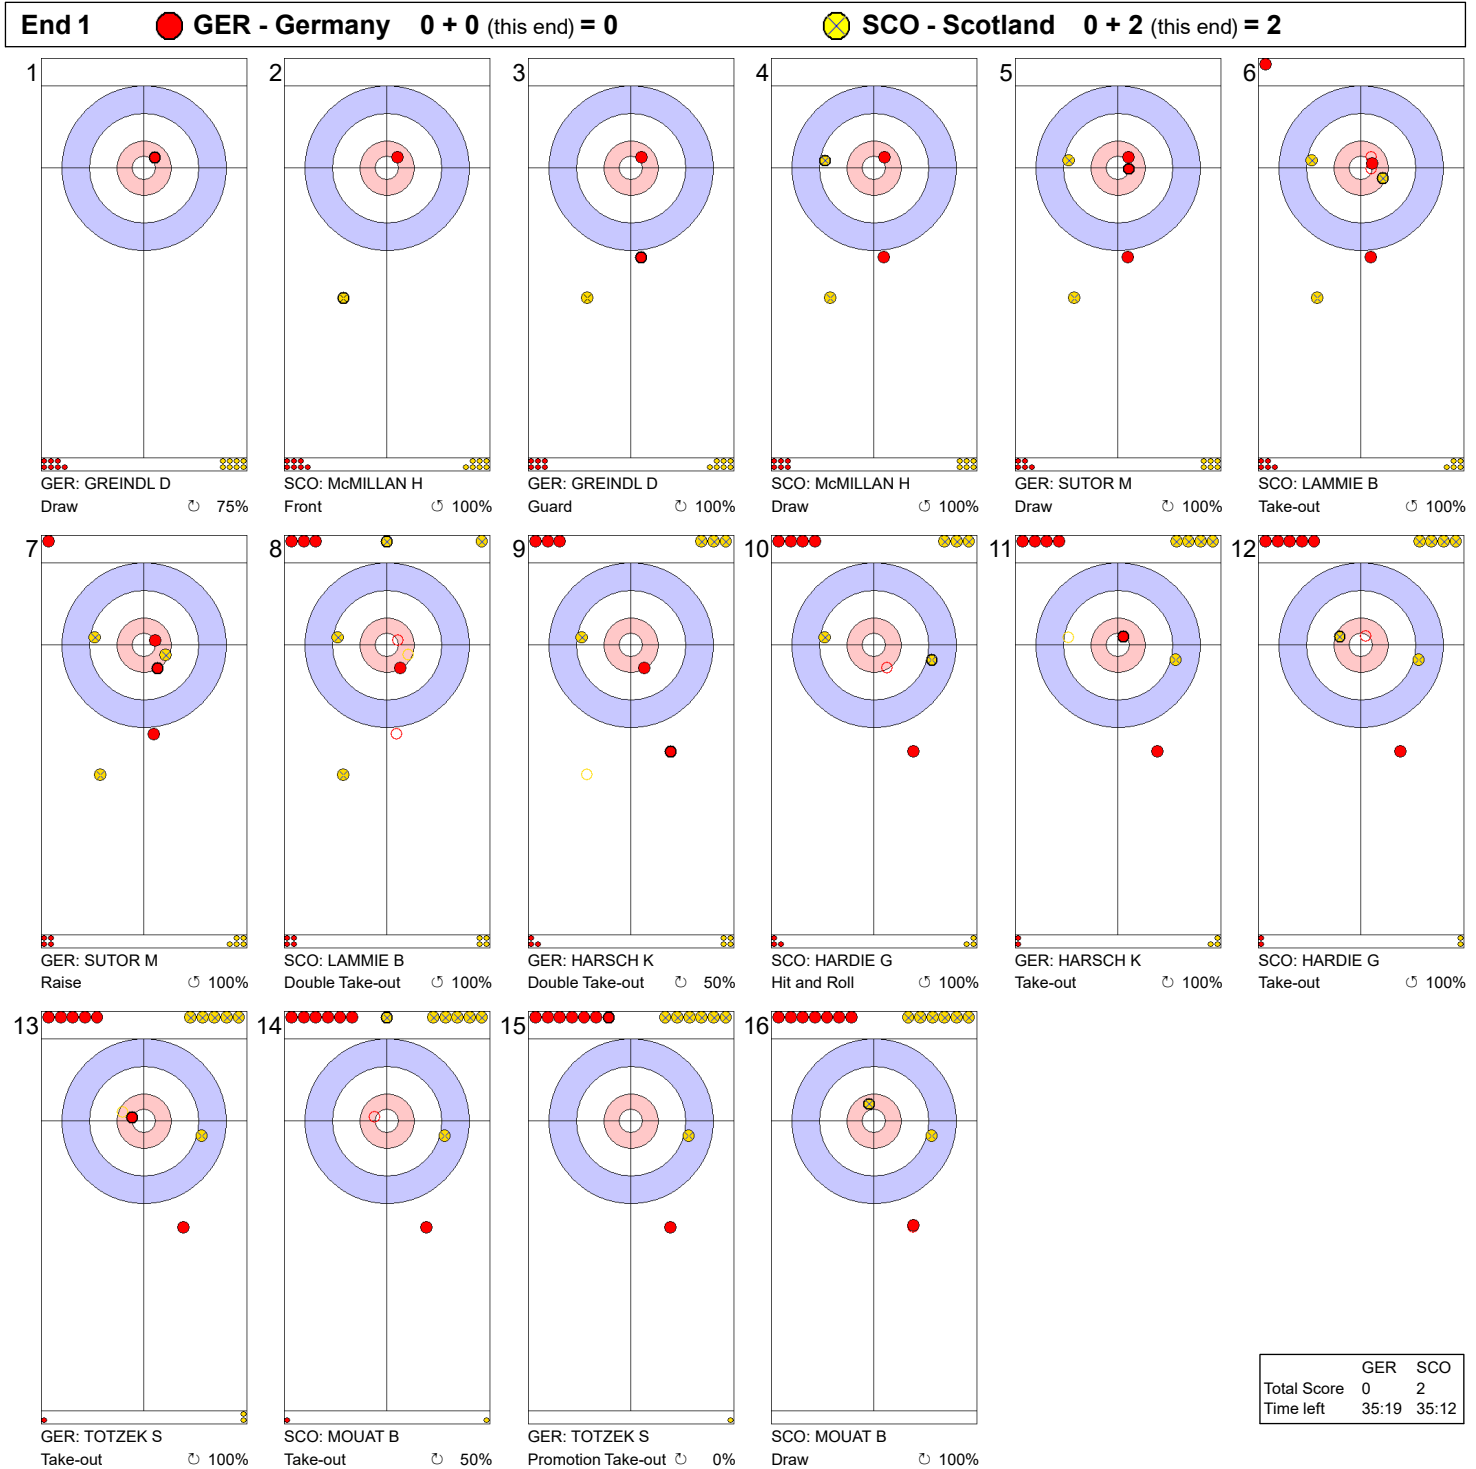 End 1 GER - Germany 0 + 0 (this end) = 0 SCO - Scotland 0 + 2 (this end) = 2
1 2 3 4 5 6
GER: GREINDL D SCO: McMILLAN H GER: GREINDL D SCO: McMILLAN H GER: SUTOR M SCO: LAMMIE B
Draw ↻ 75% Front ↺ 100% Guard ↻ 100% Draw ↺ 100% Draw ↻ 100% Take-out ↻ 100%
7 8 9 10 11 12
GER: SUTOR M SCO: LAMMIE B GER: HARSCH K SCO: HARDIE G GER: HARSCH K SCO: HARDIE G
Raise ↺ 100% Double Take-out ↺ 100% Double Take-out ↻ 50% Hit and Roll ↺ 100% Take-out ↻ 100% Take-out ↻ 100%
13 14 15 16
GER SCO
Total Score 0 2
Time left 35:19 35:12
GER: TOTZEK S SCO: MOUAT B GER: TOTZEK S SCO: MOUAT B
Take-out ↻ 100% Take-out ↻ 50% Promotion Take-out ↻ 0% Draw ↻ 100%